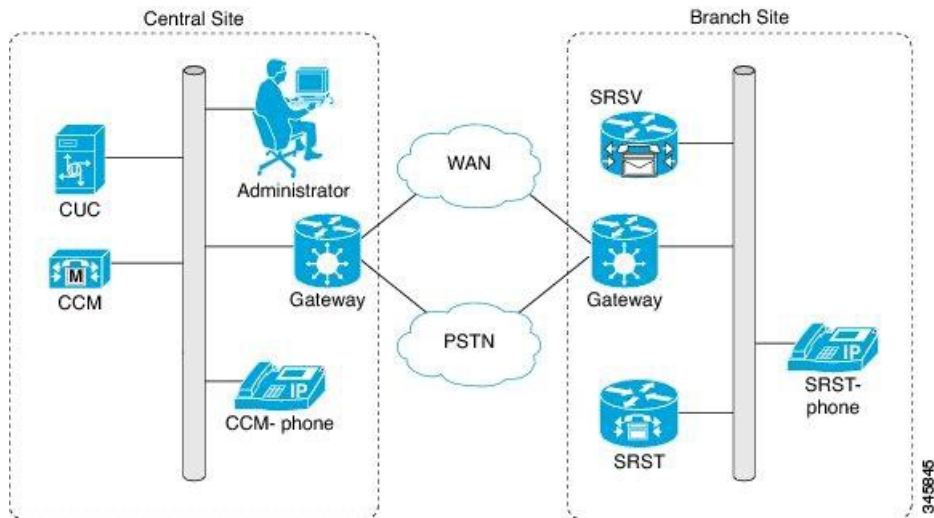 Central Site
Branch Site
SRSV
WAN
Administrator
CUC
M
CCM
Gateway
Gateway
PSTN
IP
CCM- phone
IP
SRST-
phone
SRST
345845